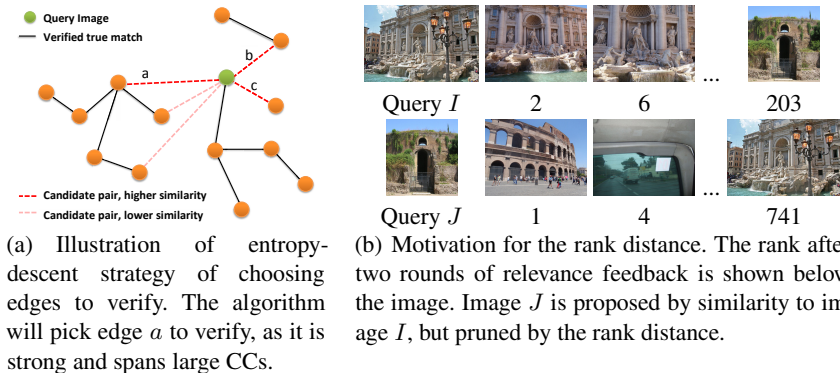 Query Image
Verified true match
a
b
c
Candidate pair, higher similarity
Candidate pair, lower similarity
(a) Illustration of entropy-
descent strategy of choosing
edges to verify. The algorithm
will pick edge a to verify, as it is
strong and spans large CCs.
Query I 2 6 ... 203
Query J 1 4 ... 741
(b) Motivation for the rank distance. The rank afte
two rounds of relevance feedback is shown below
the image. Image J is proposed by similarity to im-
age I, but pruned by the rank distance.